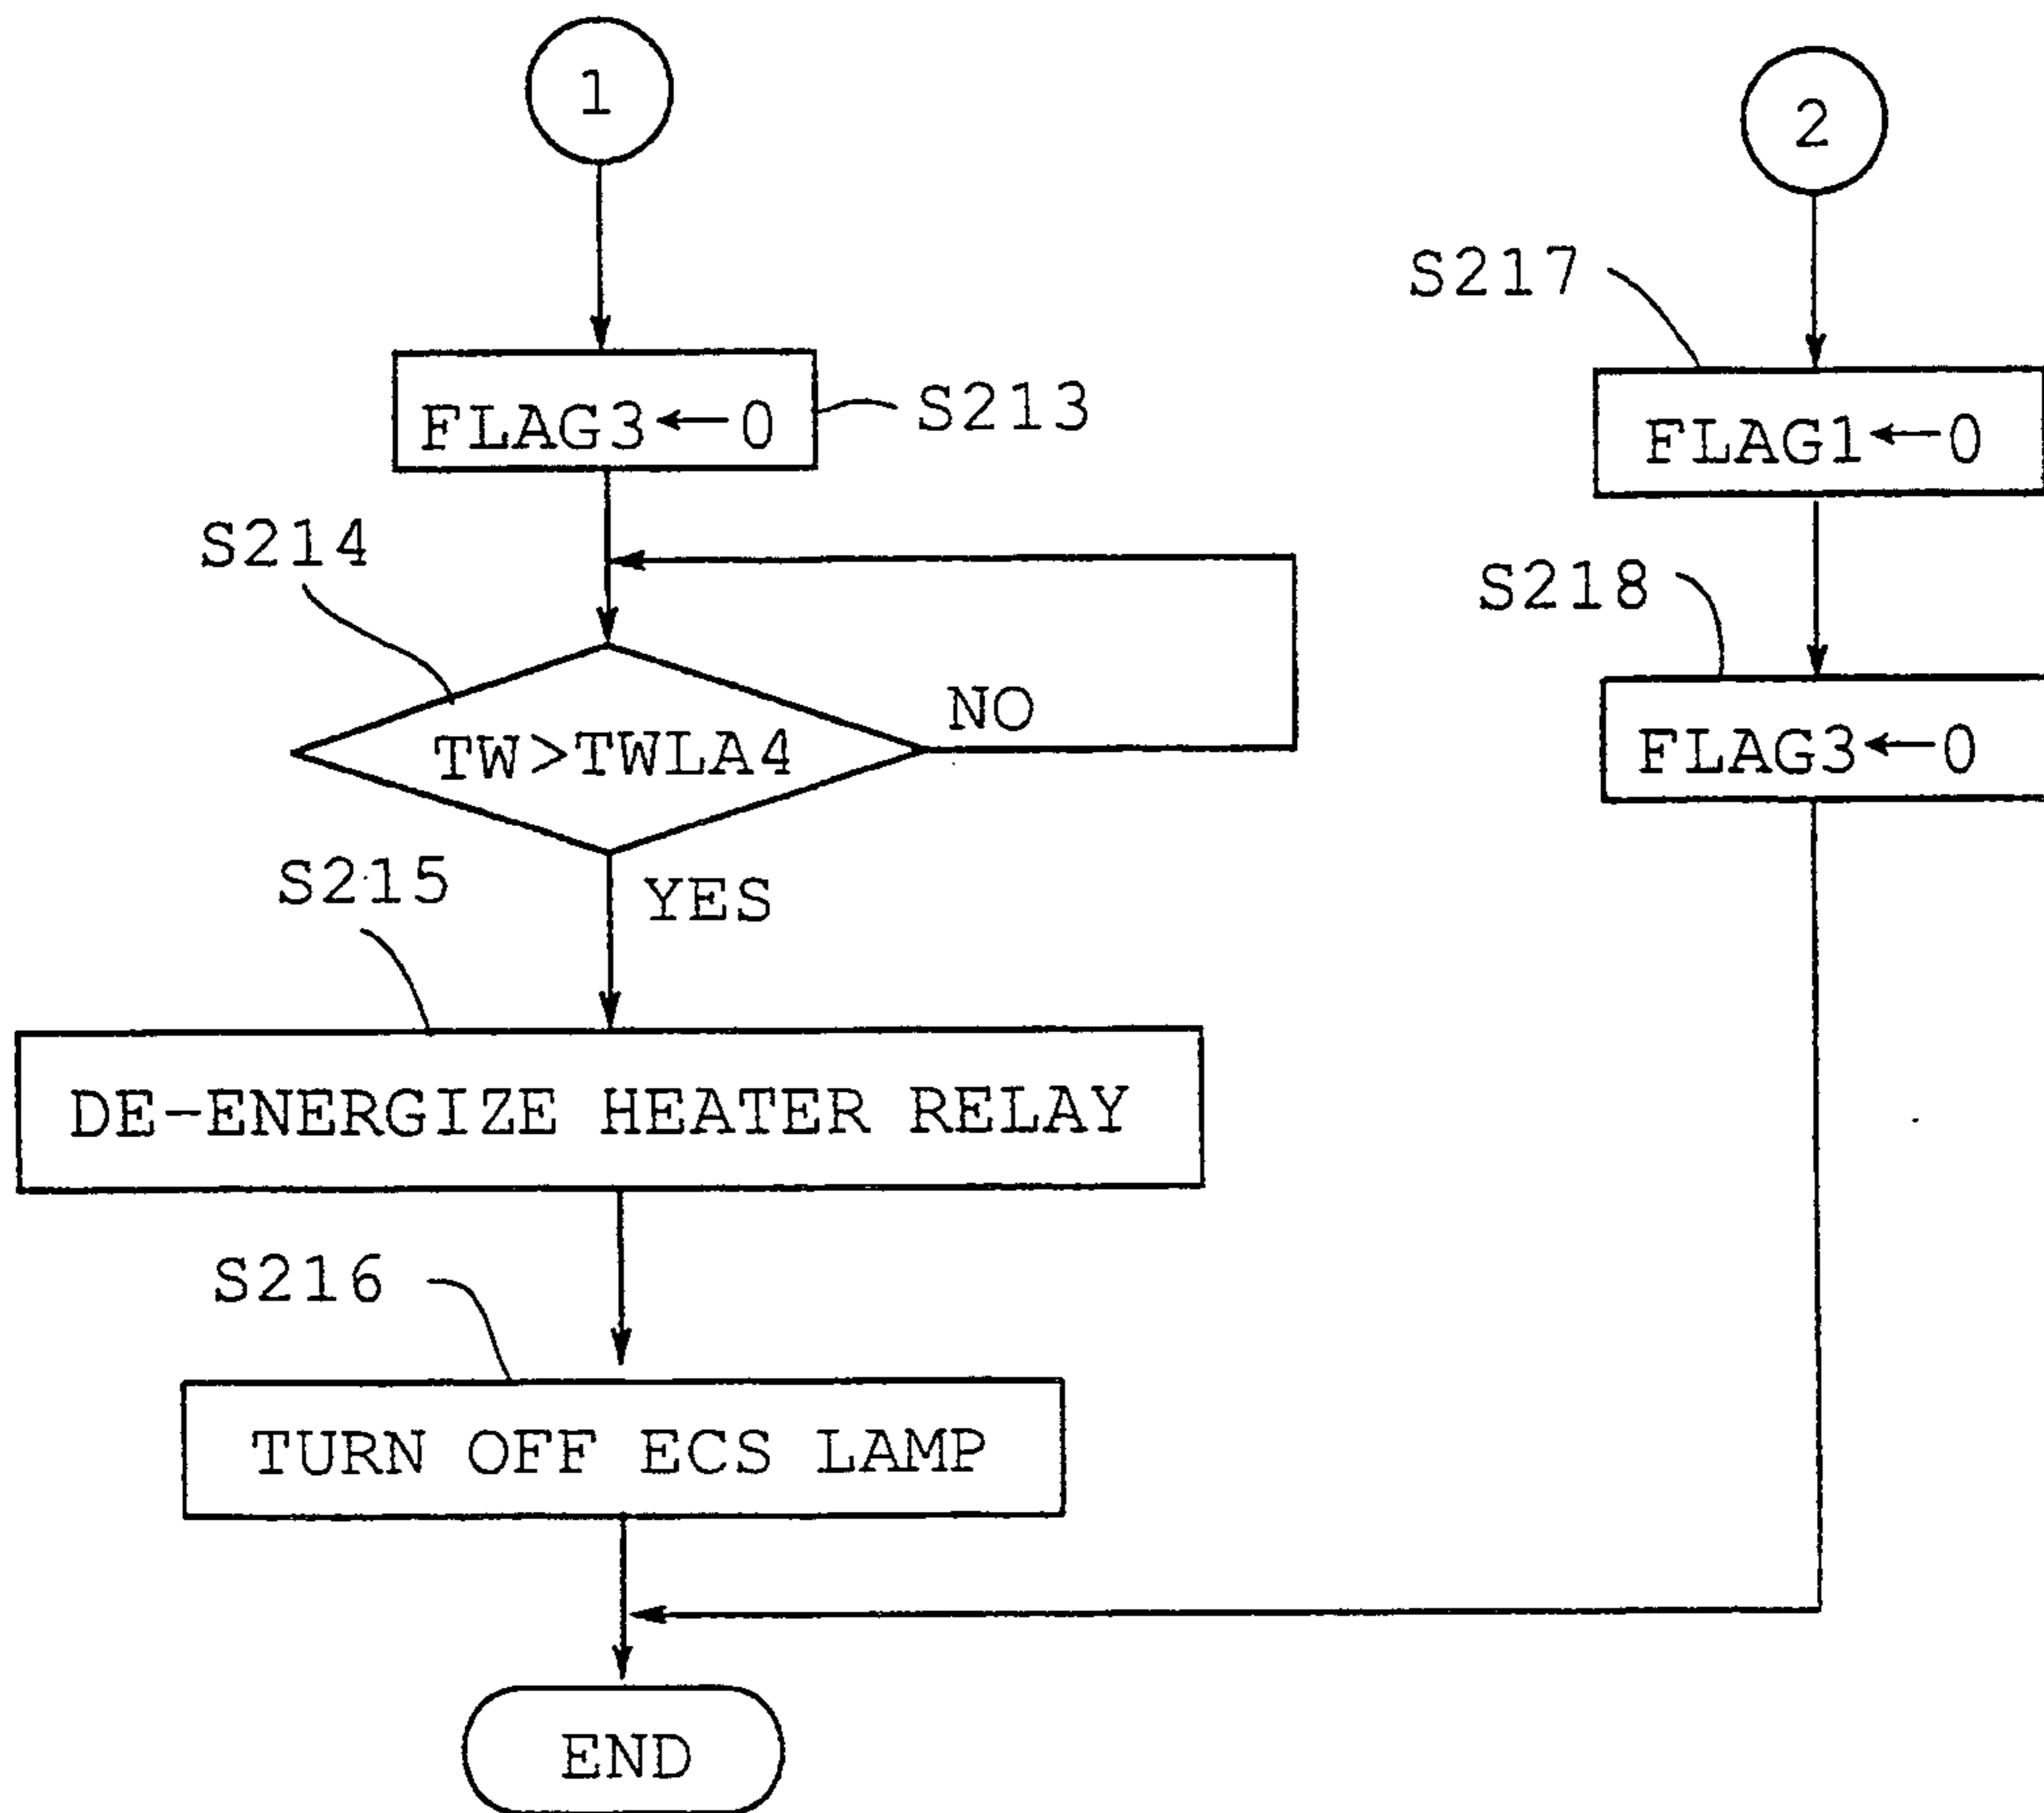 1
FLAG3←0
S213
S214
TW>TWLA4
NO
YES
S215
DE-ENERGIZE HEATER RELAY
S216
TURN OFF ECS LAMP
END
2
S217
FLAG1←0
S218
FLAG3←0